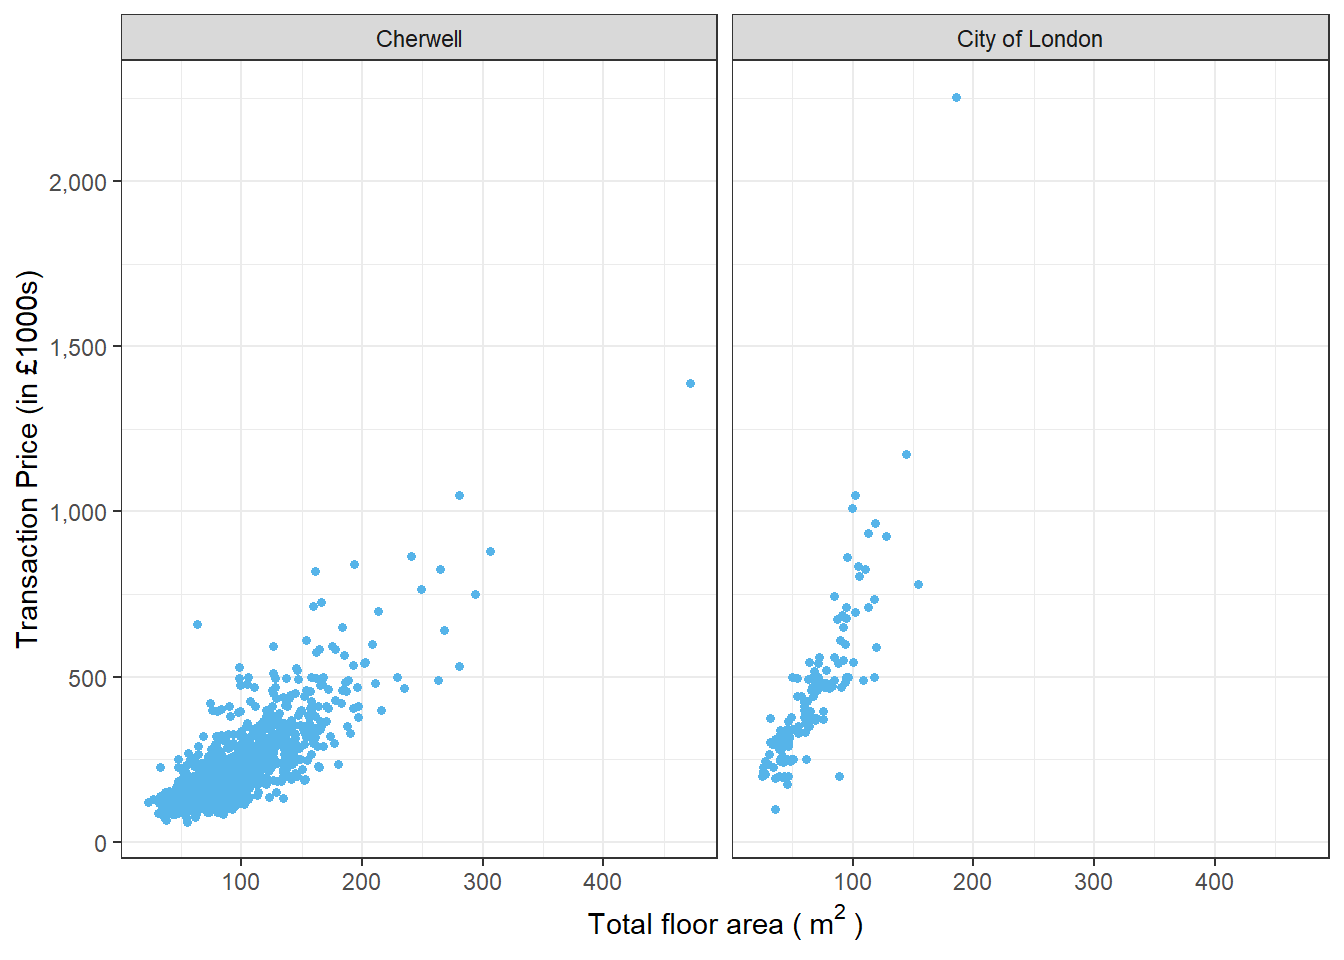 Cherwell
City of London
Transaction Price (in £1000s)
2,000
1,500
1,000
500
0
100 200 300 400
100 200 300 400
Total floor area ( m² )